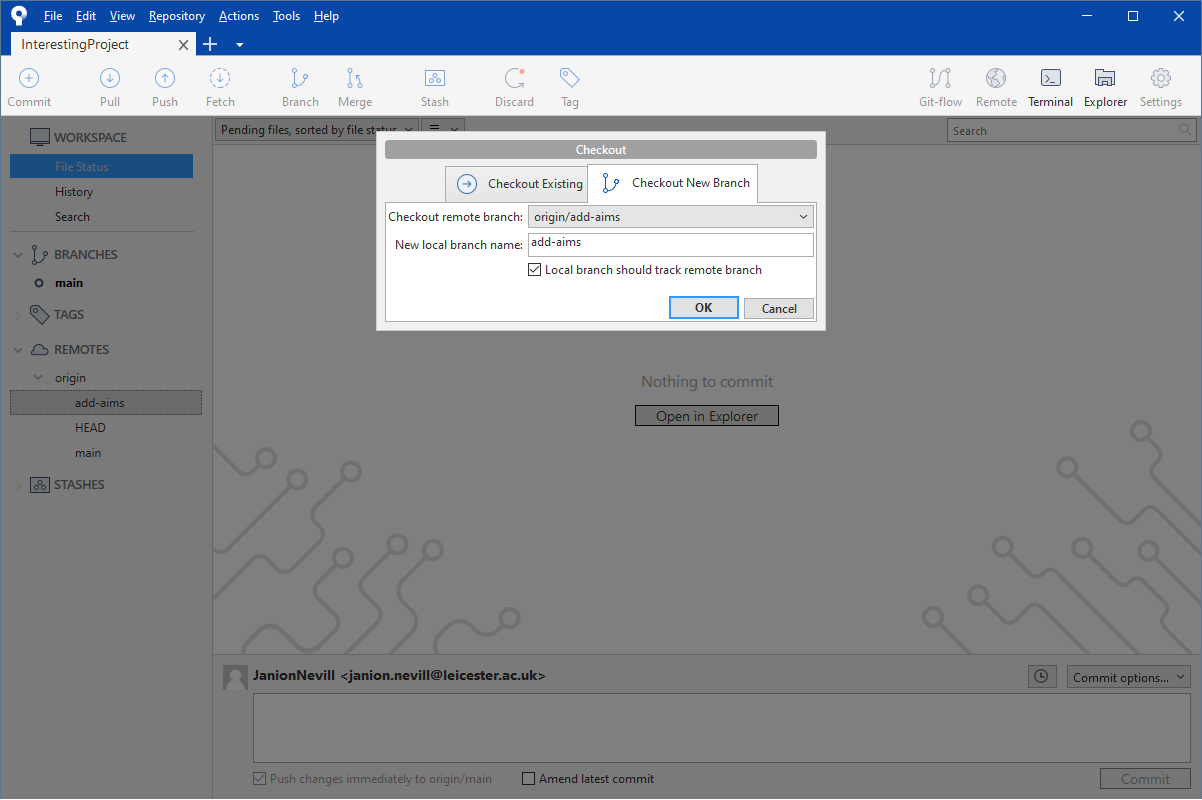 File Edit View Repository Actions Tools Help
InterestingProject
Commit Pull Push Fetch Branch Merge Stash Discard Tag Git-flow Remote Terminal Explorer Settings
WORKSPACE
File Status
History
Search
BRANCHES
main
TAGS
REMOTES
origin
add-aims
HEAD
main
STASHES
Pending files, sorted by file status
Search
Checkout
Checkout Existing Checkout New Branch
Checkout remote branch: origin/add-aims
New local branch name: add-aims
Local branch should track remote branch
OK Cancel
Nothing to commit
Open in Explorer
JanionNevill <janion.nevill@leicester.ac.uk>
Commit options...
Push changes immediately to origin/main Amend latest commit
Commit